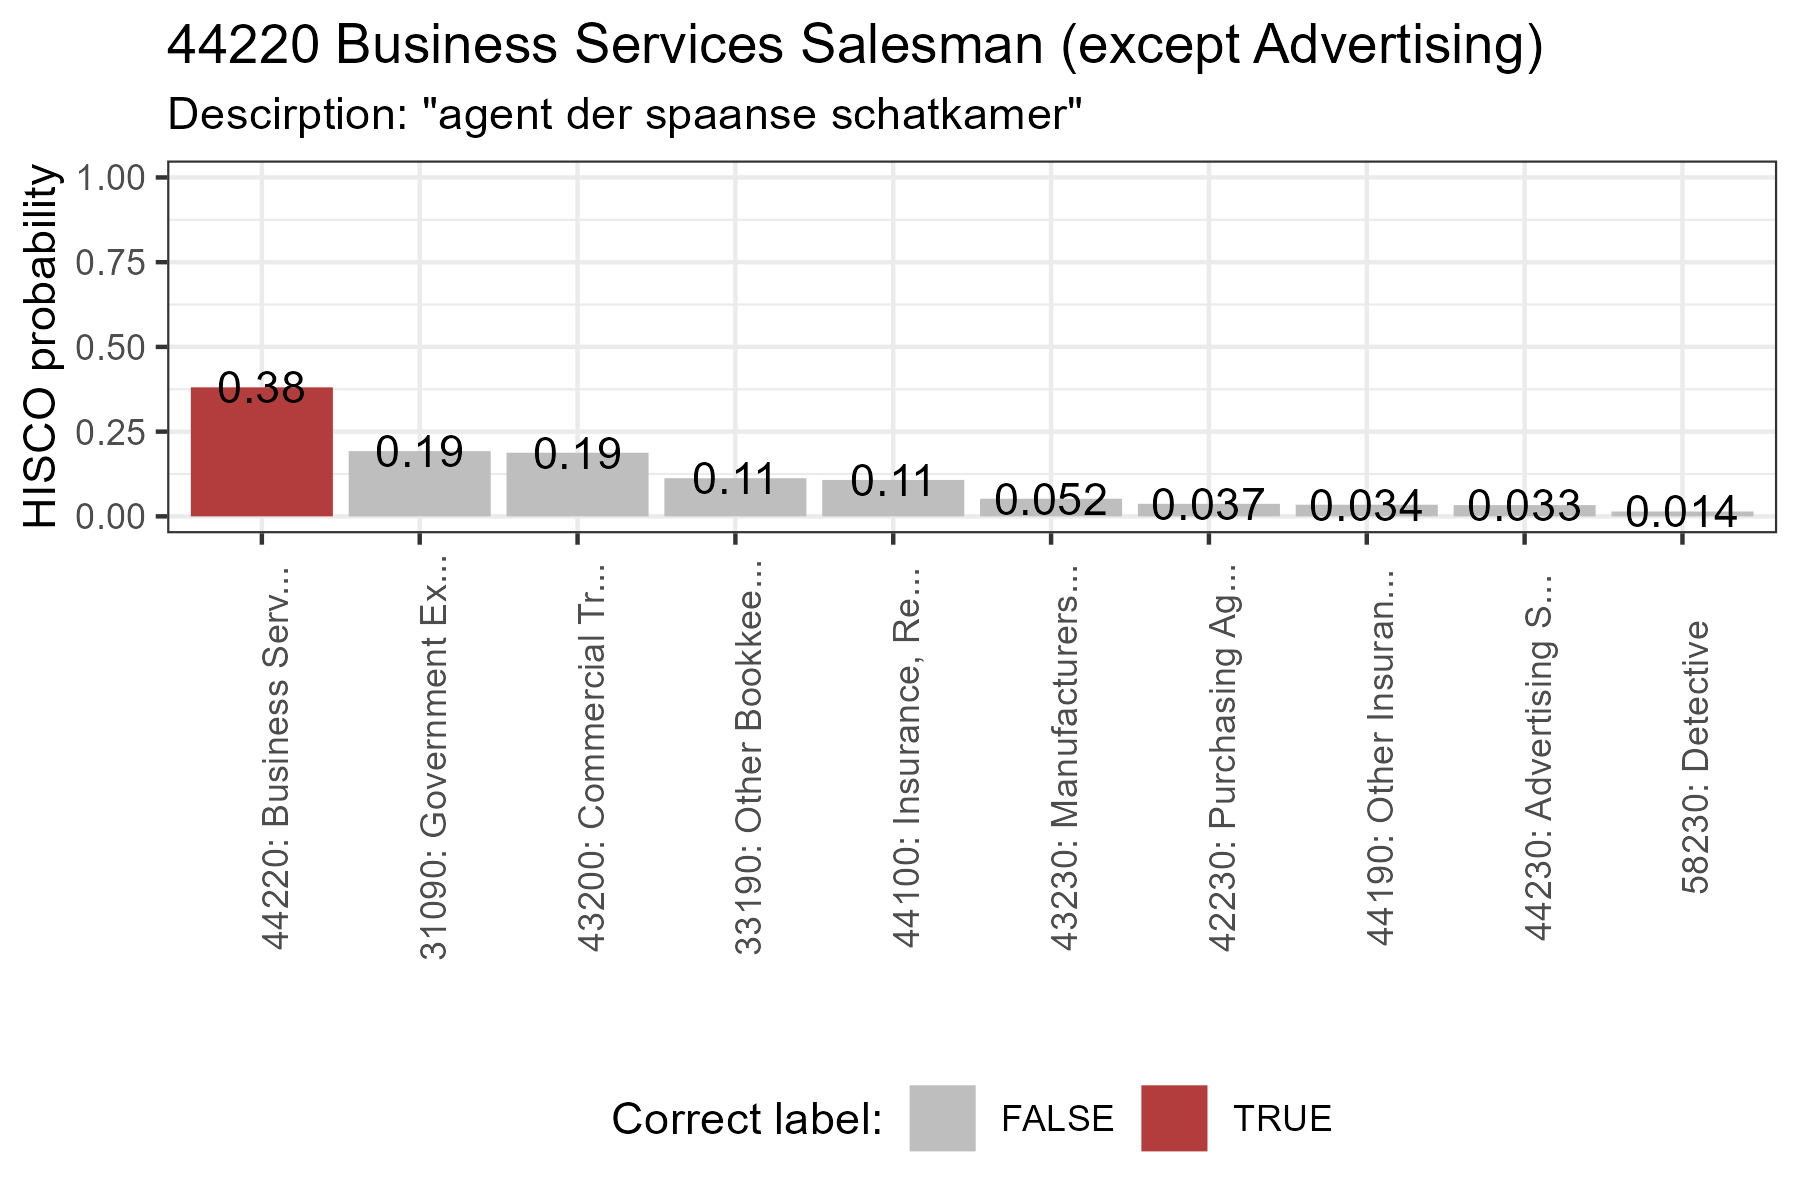 44220 Business Services Salesman (except Advertising)
Descirption: "agent der spaanse schatkamer"
HISCO probability
1.00
0.75
0.50
0.25
0.00
0.38
0.19
0.19
0.11
0.11
0.052
0.037
0.034
0.033
0.014
44220: Business Serv...
31090: Government Ex...
43200: Commercial Tr...
33190: Other Bookkee...
44100: Insurance, Re...
43230: Manufacturers...
42230: Purchasing Ag...
44190: Other Insuran...
44230: Advertising S...
58230: Detective
Correct label: FALSE TRUE